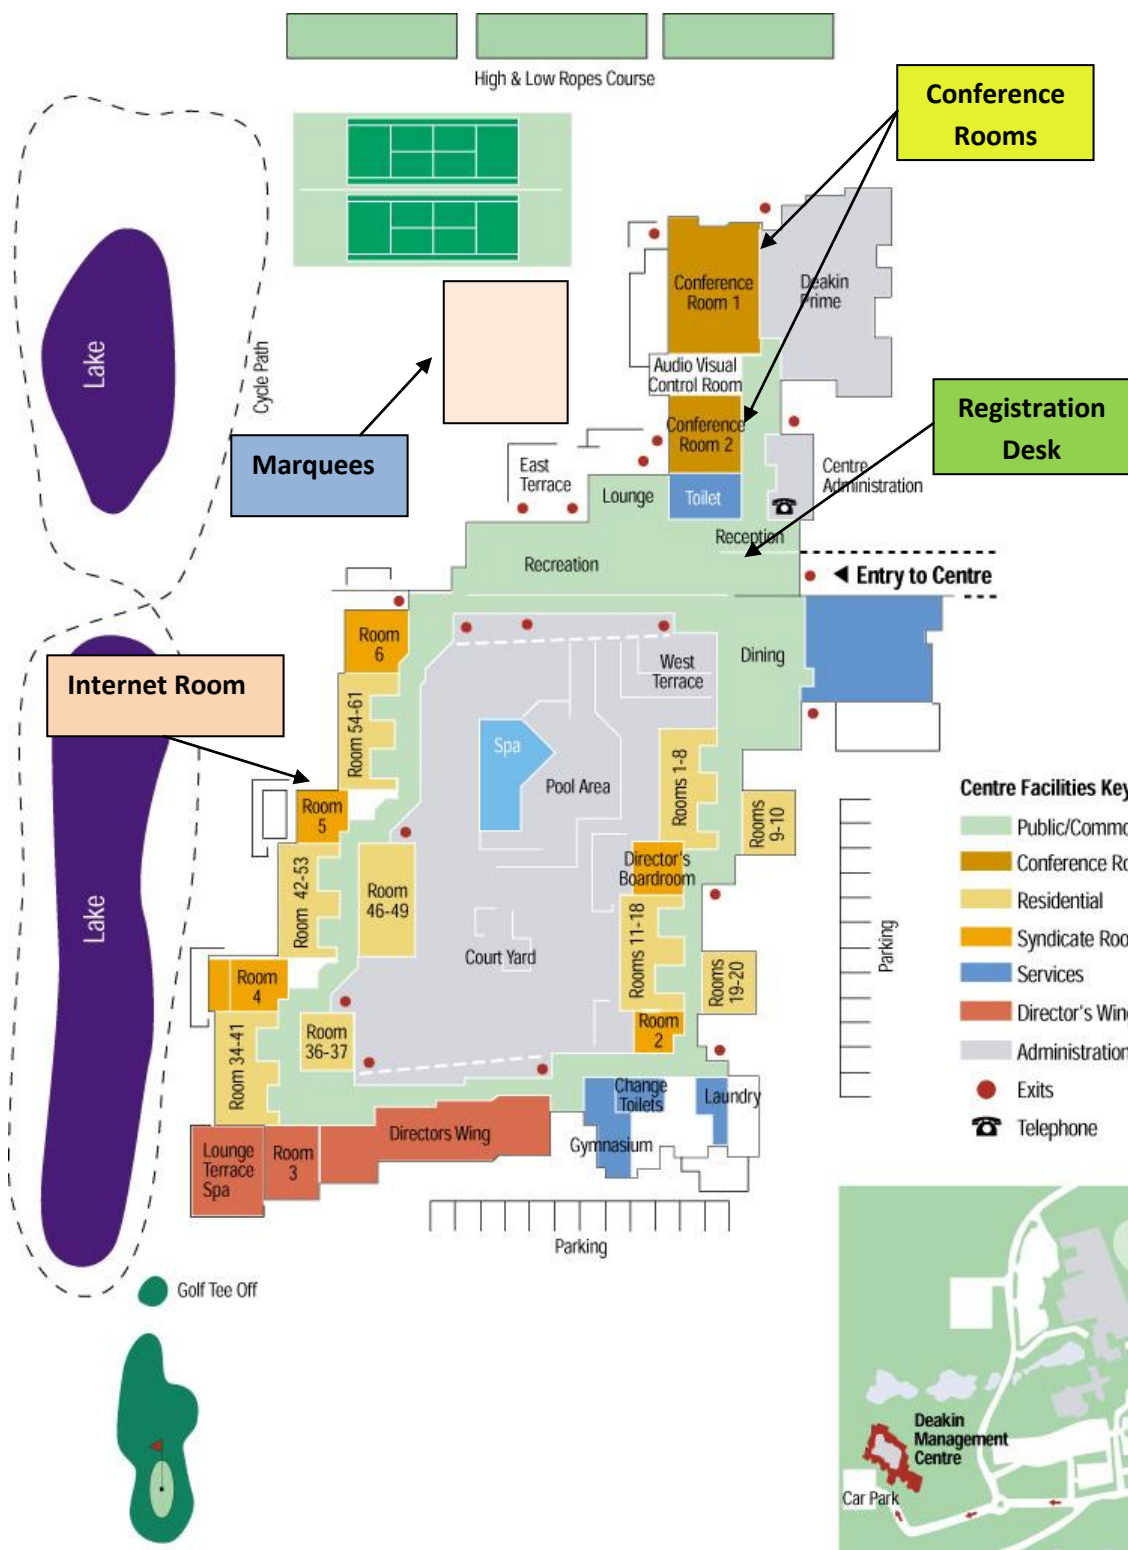 High & Low Ropes Course
Conference
Rooms
Conference
Room 1
Deakin
Prime
Lake
Cycle Path
Audio Visual
Control Room
Registration
Desk
Marquees
Conference
Room 2
East
Terrace
Lounge
Toilet
Centre
Administration
Reception
Recreation
Entry to Centre
Room
6
West
Terrace
Dining
Internet Room
Room 54-61
Spa
Pool Area
Rooms 1-8
Room
5
Rooms
9-10
Centre Facilities Key
Public/Commo
Conference Ro
Residential
Syndicate Roo
Services
Director's Wing
Administration
Exits
Telephone
Room 42-53
Room
46-49
Director's
Boardroom
Lake
Rooms 11-18
Court Yard
Parking
Rooms
19-20
Room
4
Room
2
Room
36-37
Room 34-41
Change
Toilets
Laundry
Gymnasium
Directors Wing
Lounge
Terrace
Spa
Room
3
Parking
Golf Tee Off
Deakin
Management
Centre
Car Park